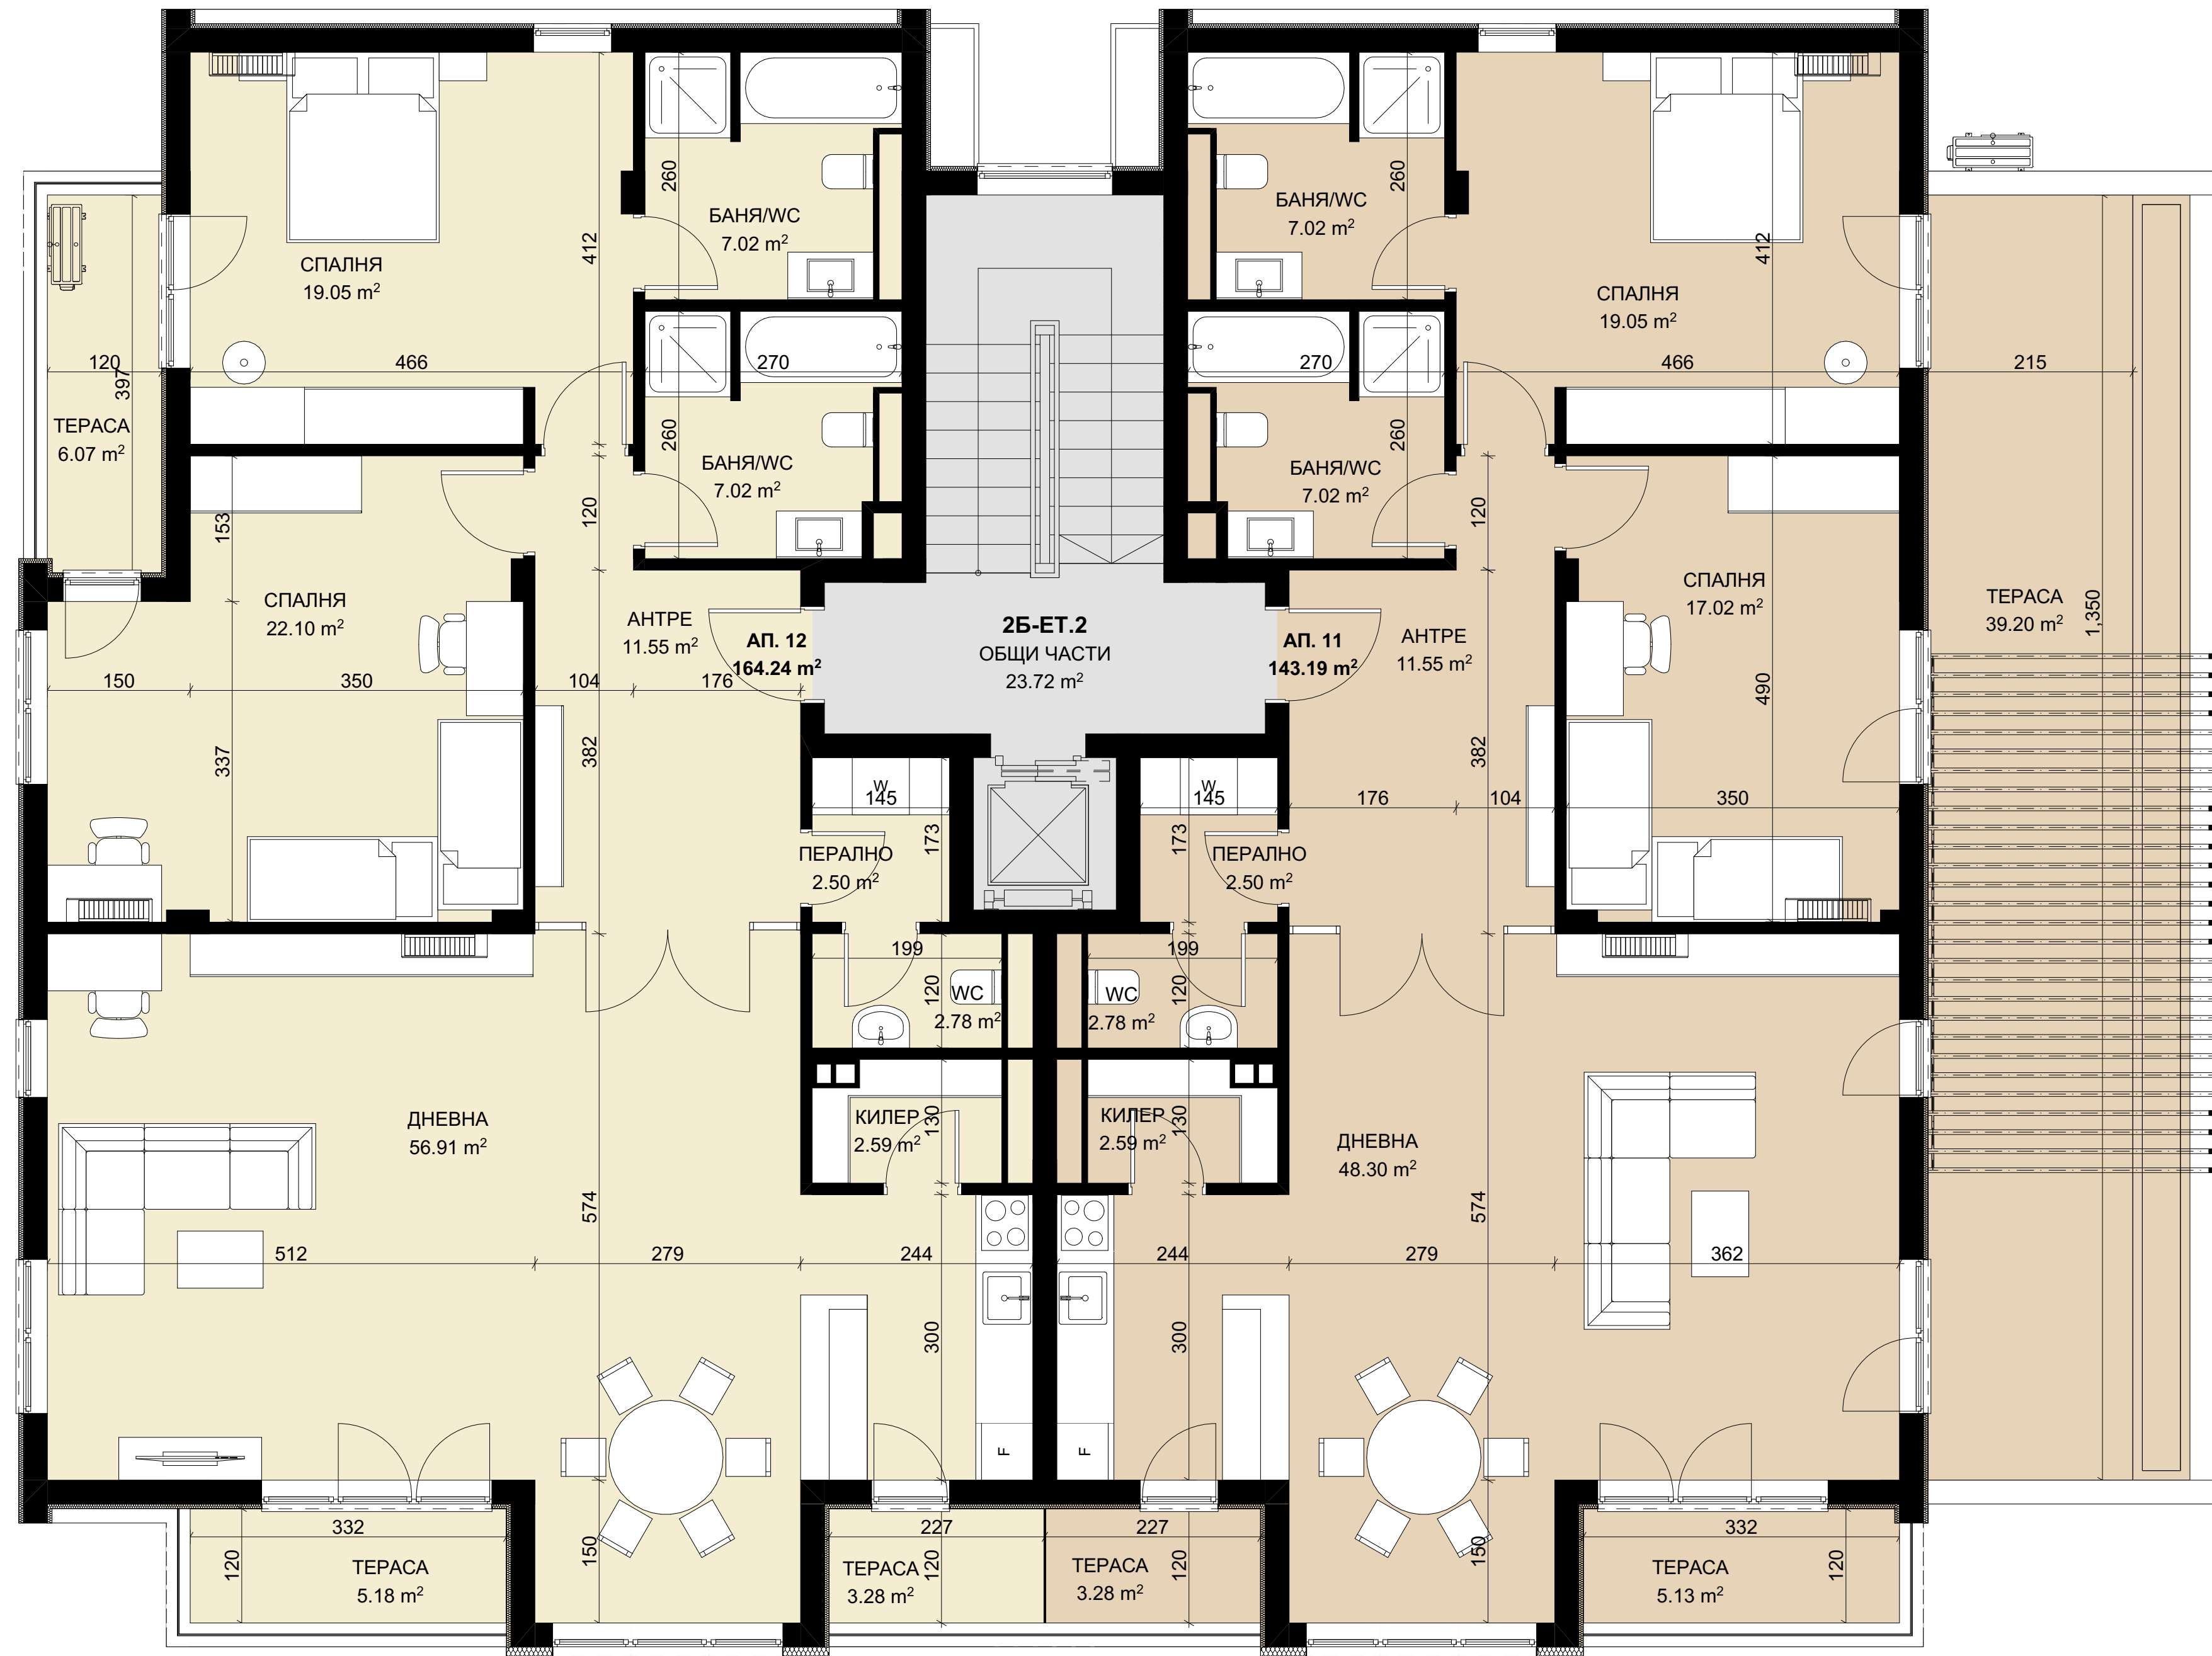 260
БАНЯ/WC
7.02 m²
412
СПАЛНЯ
19.05 m²
120
397
466
270
ТЕРАСА
6.07 m²
260
БАНЯ/WC
7.02 m²
153
120
СПАЛНЯ
22.10 m²
АНТРЕ
11.55 m²
АП. 12
164.24 m²
150
350
104
176
337
382
W
145
173
ПЕРАЛНО
2.50 m²
199
120
WC
2.78 m²
КИЛЕР
2.59 m²
130
ДНЕВНА
56.91 m²
574
512
279
244
300
F
332
120
ТЕРАСА
5.18 m²
150
227
ТЕРАСА
3.28 m²
120
2Б-ЕТ.2
ОБЩИ ЧАСТИ
23.72 m²
260
БАНЯ/WC
7.02 m²
412
СПАЛНЯ
19.05 m²
270
466
215
260
БАНЯ/WC
7.02 m²
120
СПАЛНЯ
17.02 m²
ТЕРАСА
39.20 m²
1,350
АП. 11
143.19 m²
АНТРЕ
11.55 m²
490
382
W
145
176
104
350
173
ПЕРАЛНО
2.50 m²
199
120
WC
2.78 m²
КИЛЕР
2.59 m²
130
ДНЕВНА
48.30 m²
574
244
279
362
300
F
227
ТЕРАСА
3.28 m²
120
150
332
ТЕРАСА
5.13 m²
120